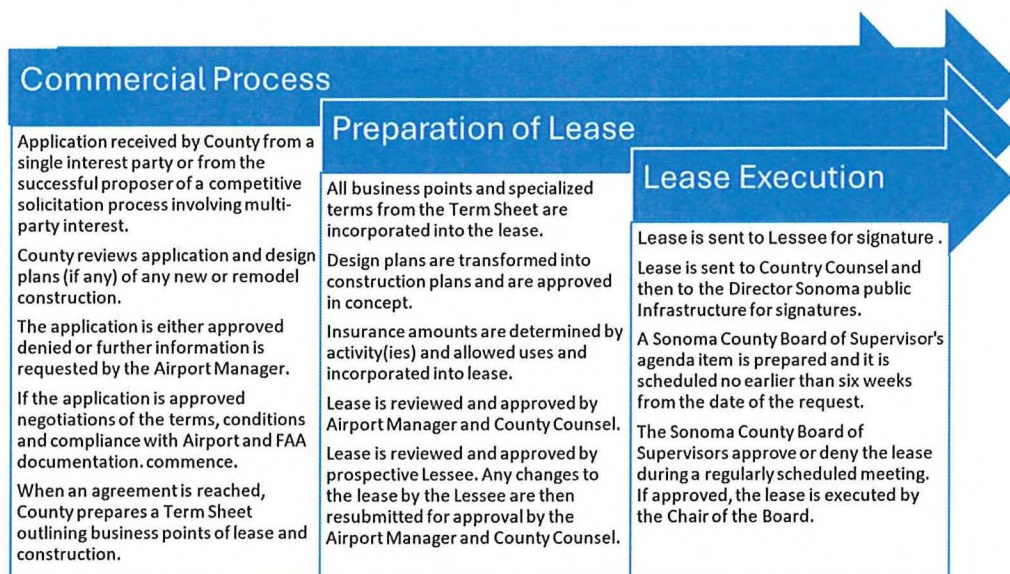 Commercial Process
Application received by County from a
single interest party or from the
successful proposer of a competitive
solicitation process involving multi-
party interest.
County reviews application and design
plans (if any) of any new or remodel
construction.
The application is either approved
denied or further information is
requested by the Airport Manager.
If the application is approved
negotiations of the terms, conditions
and compliance with Airport and FAA
documentation. commence.
When an agreement is reached,
County prepares a Term Sheet
outlining business points of lease and
construction.
Preparation of Lease
All business points and specialized
terms from the Term Sheet are
incorporated into the lease.
Design plans are transformed into
construction plans and are approved
in concept.
Insurance amounts are determined by
activity(ies) and allowed uses and
incorporated into lease.
Lease is reviewed and approved by
Airport Manager and County Counsel.
Lease is reviewed and approved by
prospective Lessee. Any changes to
the lease by the Lessee are then
resubmitted for approval by the
Airport Manager and County Counsel.
Lease Execution
Lease is sent to Lessee for signature .
Lease is sent to Country Counsel and
then to the Director Sonoma public
Infrastructure for signatures.
A Sonoma County Board of Supervisor's
agenda item is prepared and it is
scheduled no earlier than six weeks
from the date of the request.
The Sonoma County Board of
Supervisors approve or deny the lease
during a regularly scheduled meeting.
If approved, the lease is executed by
the Chair of the Board.